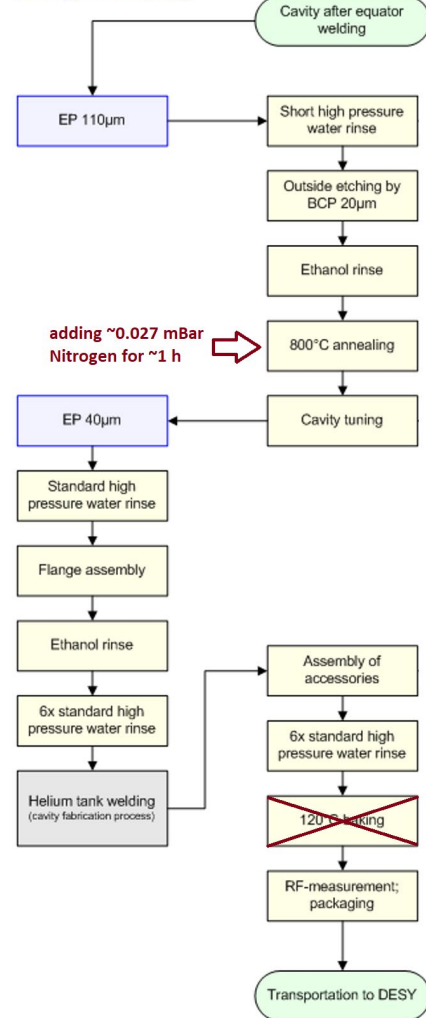 Cavity after equator
welding
EP 110µm
Short high pressure
water rinse
Outside etching by
BCP 20µm
Ethanol rinse
adding ~0.027 mBar
Nitrogen for ~1 h
800°C annealing
Cavity tuning
EP 40µm
Standard high
pressure water rinse
Flange assembly
Ethanol rinse
6x standard high
pressure water rinse
Helium tank welding
(cavity fabrication process)
Assembly of
accessories
6x standard high
pressure water rinse
120°C baking
RF-measurement;
packaging
Transportation to DESY